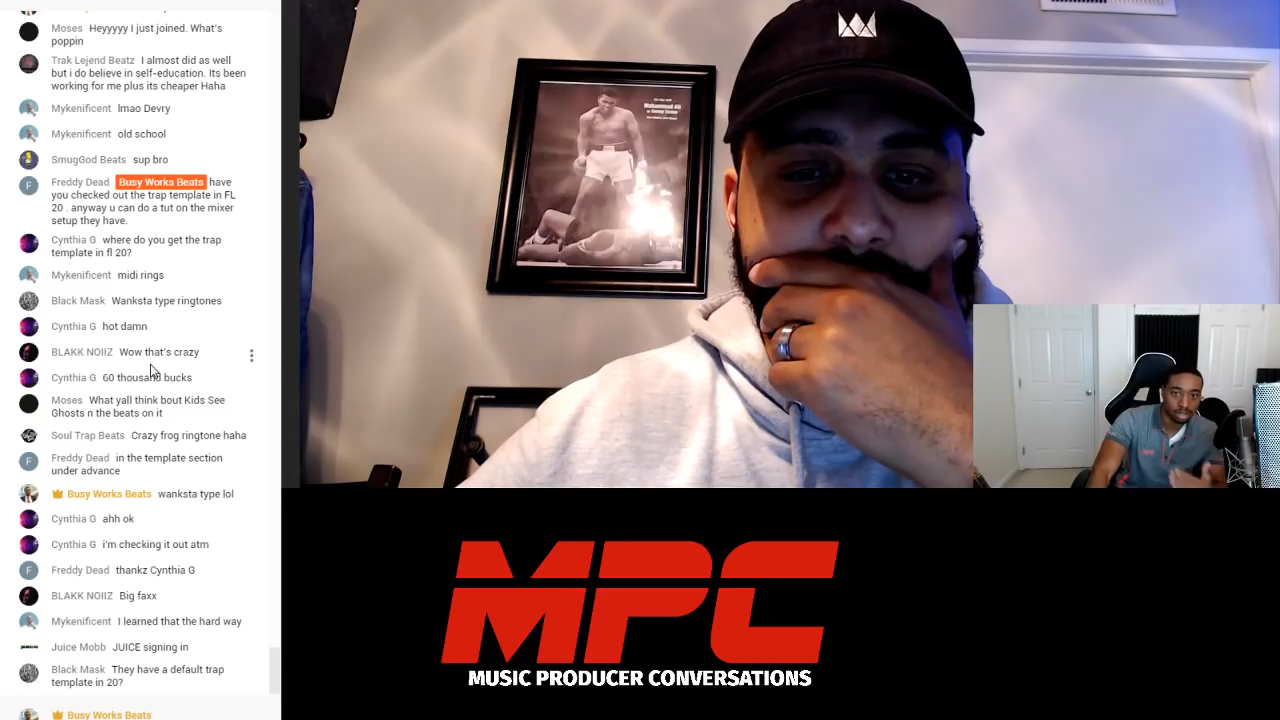 Moses Heyyyyy I just joined. What's
poppin
Trak Lejend Beatz I almost did as well
but i do believe in self-education. Its been
working for me plus its cheaper Haha
Mykenificent lmao Devry
Mykenificent old school
SmugGod Beats sup bro
Freddy Dead Busy Works Beats have
you checked out the trap template in FL
20 . anyway u can do a tut on the mixer
setup they have.
Cynthia G where do you get the trap
template in fl 20?
Mykenificent midi rings
Black Mask Wanksta type ringtones
Cynthia G hot damn
BLAKK NOIIZ Wow that's crazy
Cynthia G 60 thousand bucks
Moses What yall think bout Kids See
Ghosts n the beats on it
Soul Trap Beats Crazy frog ringtone haha
F Freddy Dead in the template section
under advance
Busy Works Beats wanksta type lol
Cynthia G ahh ok
Cynthia G i'm checking it out atm
F Freddy Dead thankz Cynthia G
BLAKK NOIIZ Big faxx
Mykenificent I learned that the hard way
Juice Mobb JUICE signing in
Black Mask They have a default trap
template in 20?
Busy Works Beats
Muhammad Ali
MPC
MUSIC PRODUCER CONVERSATIONS